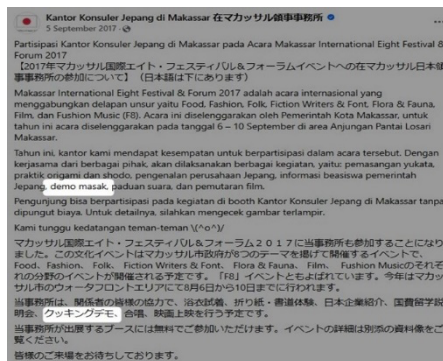 Kantor Konsuler Jepang di Makassar 在マカッサル領事事務所
5 September 2017
Partisipasi Kantor Konsuler Jepang pada Acara Makassar International Eight Festival &
Forum 2017
【2017年マカッサル国際エイト・フェスティバル&フォーラムイベントへの在マカッサル日本領
事事務所の参加について】（日本語は下にあります）
Makassar International Eight Festival & Forum 2017 adalah acara internasional yang
menggabungkan delapan unsur yaitu Food, Fashion, Folk, Fiction Writers & Font, Flora & Fauna,
Film, dan Fushion Music (F8). Acara ini diselenggarakan oleh Pemerintah Kota Makassar, untuk
tahun ini acara diselenggarakan pada tanggal 6 – 10 September di area Anjungan Pantai Losari
Makassar.
Tahun ini, kantor kami mendapat kesempatan untuk berpartisipasi dalam acara tersebut. Dengan
kerjasama dari berbagai pihak, akan dilaksanakan berbagai kegiatan, yaitu: pemasangan yukata,
praktik origami dan shodo, pengenalan perusahaan Jepang, informasi beasiswa pemerintah
Jepang, demo masak, paduan suara, dan pemutaran film.
Pengunjung bisa berpartisipasi pada kegiatan di booth Kantor Konsuler Jepang di Makassar tanpa
dipungut biaya. Untuk detailnya, silahkan mengecek gambar terlampir.
Kami tunggu kedatangan teman-teman \(^o^)/
マカッサル国際エイト・フェスティバル&フォーラム２０１７に当事務所も参加することになり
ました。この文化イベントはマカッサル市政府が8つのテーマを掲げて開催するイベントで、
Food、Fashion、Folk、Fiction Writers & Font、Flora & Fauna、Film、Fushion Musicのそれぞ
れの分野のイベントが開催される予定です。「F8」イベントともよばれています。今年はマカッ
サル市のウォータフロントエリアにて8月6日から10日までに行われます。
当事務所は、関係者の皆様の協力で、浴衣試着、折り紙・書道体験、日本企業紹介、国費留学説
明会、クッキングデモ、合唱、映画上映を行う予定です。
当事務所が出展するブースには無料でご参加いただけます。イベントの詳細は別添の資料像をご
覧ください。
皆様のご来場をお待ちしております。